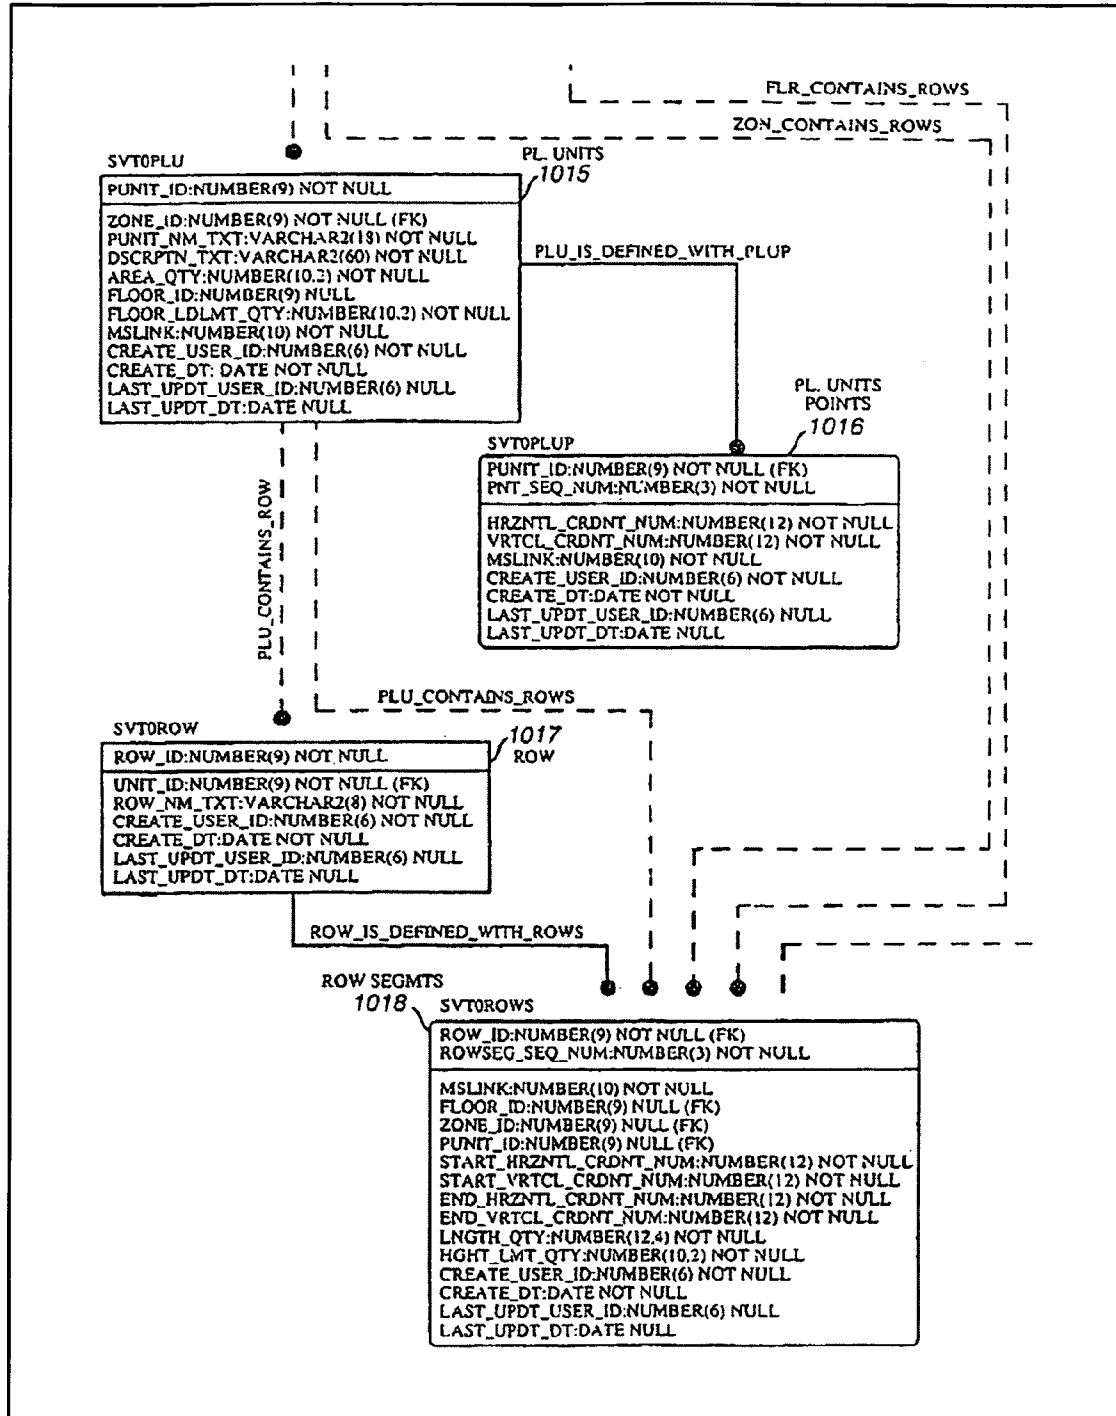 FLR_CONTAINS_ROWS
ZON_CONTAINS_ROWS
SVT0PLU
PL. UNITS
1015
PUNIT_ID:NUMBER(9) NOT NULL
ZONE_ID:NUMBER(9) NOT NULL (FK)
PUNIT_NM_TXT:VARCHAR2(18) NOT NULL
DSCRPTN_TXT:VARCHAR2(60) NOT NULL
AREA_QTY:NUMBER(10,2) NOT NULL
FLOOR_ID:NUMBER(9) NULL
FLOOR_LDLMT_QTY:NUMBER(10,2) NOT NULL
MSLINK:NUMBER(10) NOT NULL
CREATE_USER_ID:NUMBER(6) NOT NULL
CREATE_DT: DATE NOT NULL
LAST_UPDT_USER_ID:NUMBER(6) NULL
LAST_UPDT_DT:DATE NULL
PLU_IS_DEFINED_WITH_PLUP
PL. UNITS
POINTS
1016
SVT0PLUP
PUNIT_ID:NUMBER(9) NOT NULL (FK)
PNT_SEQ_NUM:NUMBER(3) NOT NULL
HRZNTL_CRDNT_NUM:NUMBER(12) NOT NULL
VRTCL_CRDNT_NUM:NUMBER(12) NOT NULL
MSLINK:NUMBER(10) NOT NULL
CREATE_USER_ID:NUMBER(6) NOT NULL
CREATE_DT:DATE NOT NULL
LAST_UPDT_USER_ID:NUMBER(6) NULL
LAST_UPDT_DT:DATE NULL
PLU_CONTAINS_ROW
PLU_CONTAINS_ROWS
SVT0ROW
1017
ROW
ROW_ID:NUMBER(9) NOT NULL
UNIT_ID:NUMBER(9) NOT NULL (FK)
ROW_NM_TXT:VARCHAR2(8) NOT NULL
CREATE_USER_ID:NUMBER(6) NOT NULL
CREATE_DT:DATE NOT NULL
LAST_UPDT_USER_ID:NUMBER(6) NULL
LAST_UPDT_DT:DATE NULL
ROW_IS_DEFINED_WITH_ROWS
ROW SEGMTS
1018
SVT0ROWS
ROW_ID:NUMBER(9) NOT NULL (FK)
ROWSEG_SEQ_NUM:NUMBER(3) NOT NULL
MSLINK:NUMBER(10) NOT NULL
FLOOR_ID:NUMBER(9) NULL (FK)
ZONE_ID:NUMBER(9) NULL (FK)
PUNIT_ID:NUMBER(9) NULL (FK)
START_HRZNTL_CRDNT_NUM:NUMBER(12) NOT NULL
START_VRTCL_CRDNT_NUM:NUMBER(12) NOT NULL
END_HRZNTL_CRDNT_NUM:NUMBER(12) NOT NULL
END_VRTCL_CRDNT_NUM:NUMBER(12) NOT NULL
LNGTH_QTY:NUMBER(12,4) NOT NULL
HGHT_LMT_QTY:NUMBER(10,2) NOT NULL
CREATE_USER_ID:NUMBER(6) NOT NULL
CREATE_DT:DATE NOT NULL
LAST_UPDT_USER_ID:NUMBER(6) NULL
LAST_UPDT_DT:DATE NULL